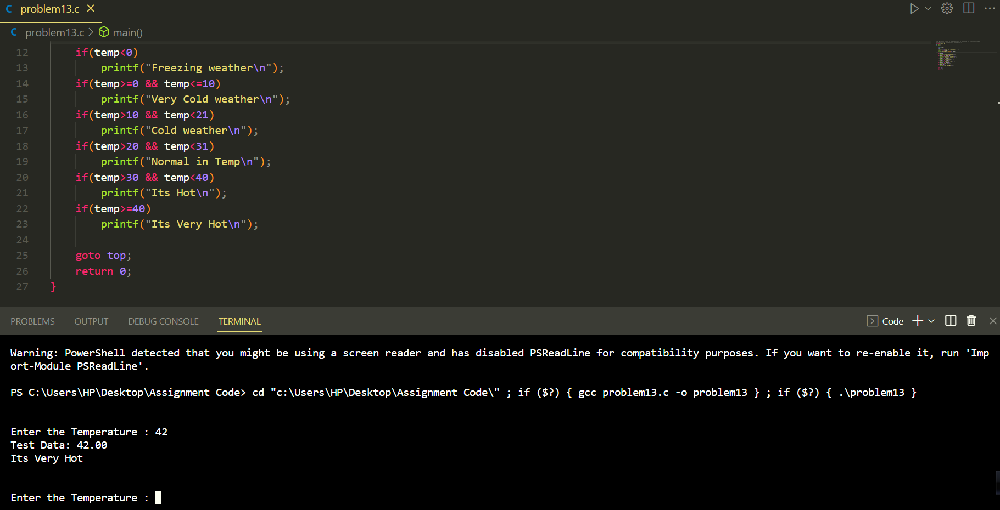 C problem13.c
C problem13.c > main()
12 if(temp<0)
13 printf("Freezing weather\n");
14 if(temp>=0 && temp<=10)
15 printf("Very Cold weather\n");
16 if(temp>10 && temp<21)
17 printf("Cold weather\n");
18 if(temp>20 && temp<31)
19 printf("Normal in Temp\n");
20 if(temp>30 && temp<40)
21 printf("Its Hot\n");
22 if(temp>=40)
23 printf("Its Very Hot\n");
24
25 goto top;
26 return 0;
27 }
PROBLEMS OUTPUT DEBUG CONSOLE TERMINAL Code
Warning: PowerShell detected that you might be using a screen reader and has disabled PSReadLine for compatibility purposes. If you want to re-enable it, run 'Imp
ort-Module PSReadLine'.
PS C:\Users\HP\Desktop\Assignment Code> cd "c:\Users\HP\Desktop\Assignment Code\" ; if ($?) { gcc problem13.c -o problem13 } ; if ($?) { .\problem13 }
Enter the Temperature : 42
Test Data: 42.00
Its Very Hot
Enter the Temperature :